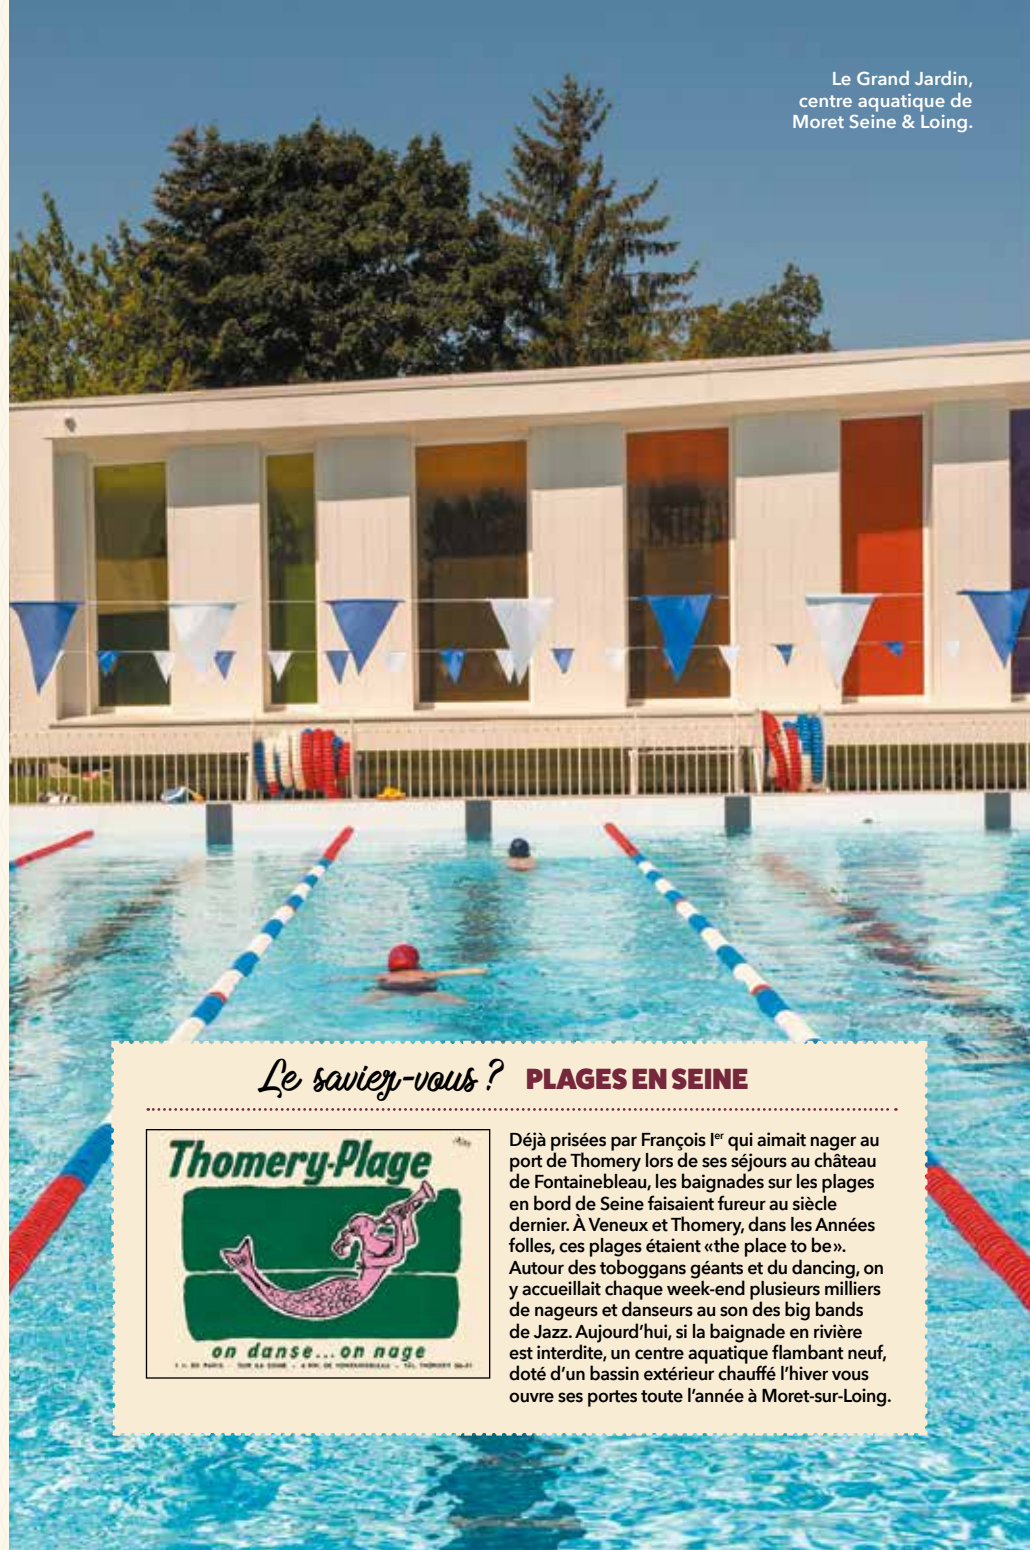 Le Grand Jardin,
centre aquatique de
Moret Seine & Loing.
Le saviez-vous ? PLAGES EN SEINE
Thomery-Plage
on danse...on nage
Déjà prisées par François Ier qui aimait nager au
port de Thomery lors de ses séjours au château
de Fontainebleau, les baignades sur les plages
en bord de Seine faisaient fureur au siècle
dernier. À Veneux et Thomery, dans les Années
folles, ces plages étaient «the place to be».
Autour des toboggans géants et du dancing, on
y accueillait chaque week-end plusieurs milliers
de nageurs et danseurs au son des big bands
de Jazz. Aujourd’hui, si la baignade en rivière
est interdite, un centre aquatique flambant neuf,
doté d’un bassin extérieur chauffé l’hiver vous
ouvre ses portes toute l’année à Moret-sur-Loing.